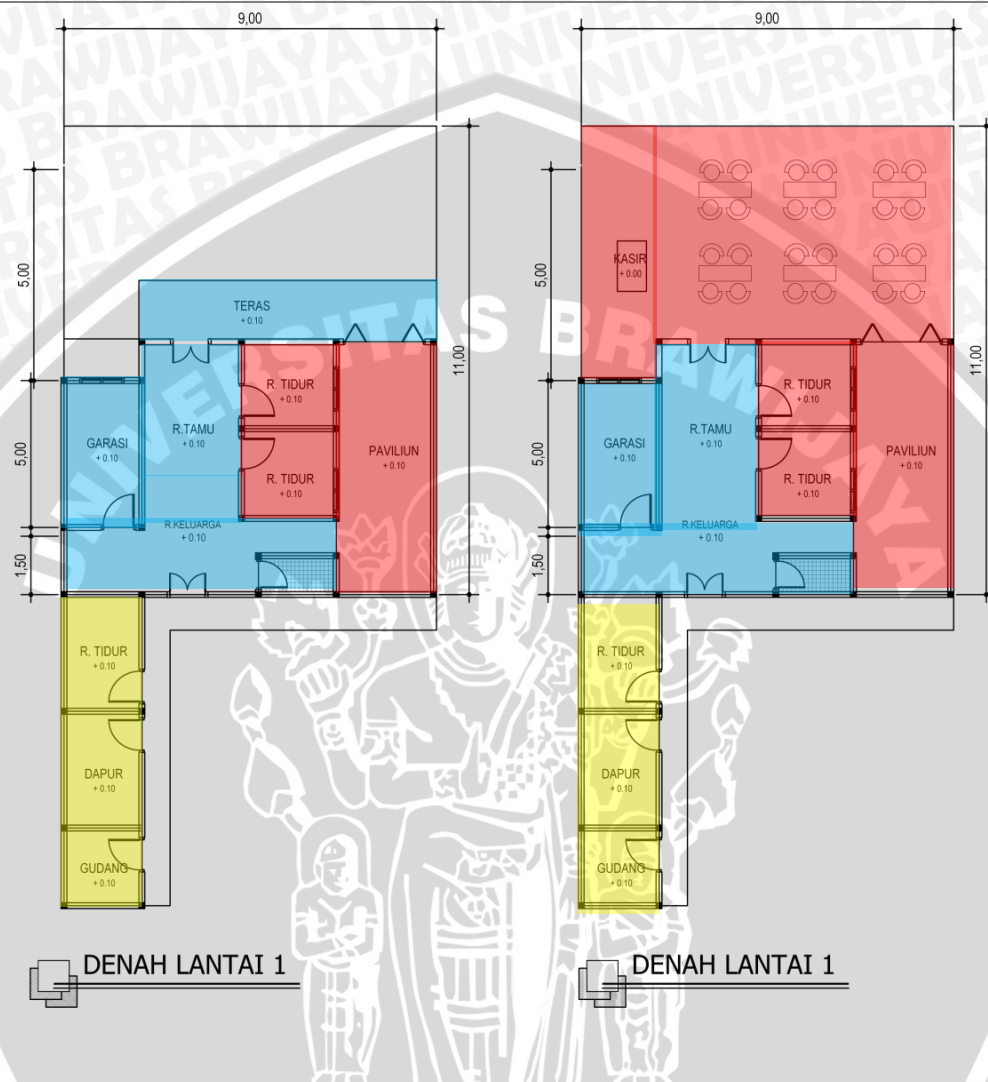 9,00
5,00
5,00
1,50
11,00
TERAS
+ 0.10
GARASI
+ 0.10
R.TAMU
+ 0.10
R. TIDUR
+ 0.10
R. TIDUR
+ 0.10
PAVILIUN
+ 0.10
R.KELUARGA
+ 0.10
R. TIDUR
+ 0.10
DAPUR
+ 0.10
GUDANG
+ 0.10
DENAH LANTAI 1
9,00
5,00
5,00
1,50
11,00
KASIR
+ 0.00
GARASI
+ 0.10
R.TAMU
+ 0.10
R. TIDUR
+ 0.10
R. TIDUR
+ 0.10
PAVILIUN
+ 0.10
R.KELUARGA
+ 0.10
R. TIDUR
+ 0.10
DAPUR
+ 0.10
GUDANG
+ 0.10
DENAH LANTAI 1
UNIVERSITAS BRAWIJAYA